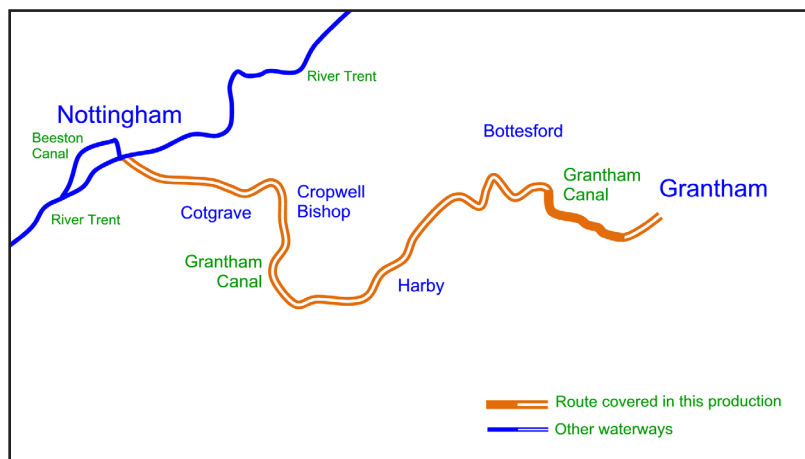 River Trent
Nottingham
Beeston
Canal
Bottesford
Grantham
Canal
Grantham
Cropwell
Bishop
Cotgrave
River Trent
Grantham
Canal
Harby
Route covered in this production
Other waterways